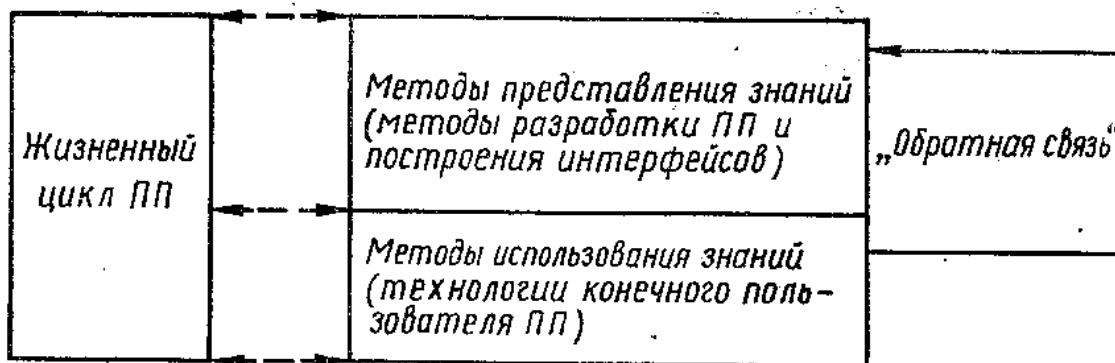 Жизненный
цикл ПП
Методы представления знаний
(методы разработки ПП и
построения интерфейсов)
Методы использования знаний
(технологии конечного поль-
зователя ПП)
„Обратная связь“